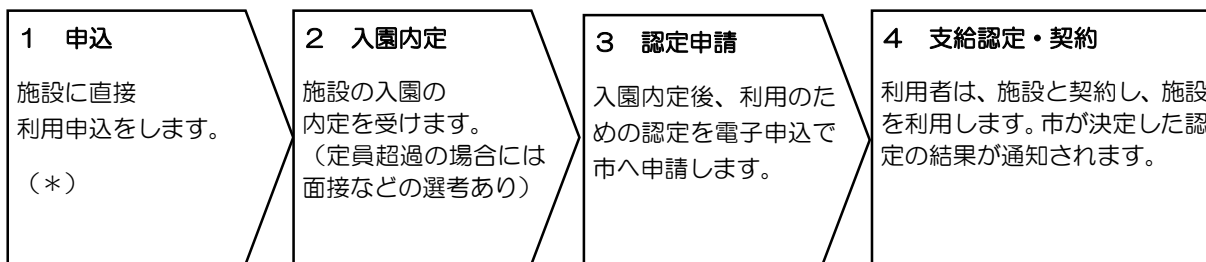 1 申込
施設に直接
利用申込をします。
（＊）
2 入園内定
施設の入園の
内定を受けます。
（定員超過の場合には
面接などの選考あり）
3 認定申請
入園内定後、利用のた
めの認定を電子申込で
市へ申請します。
4 支給認定・契約
利用者は、施設と契約し、施設
を利用します。市が決定した認
定の結果が通知されます。